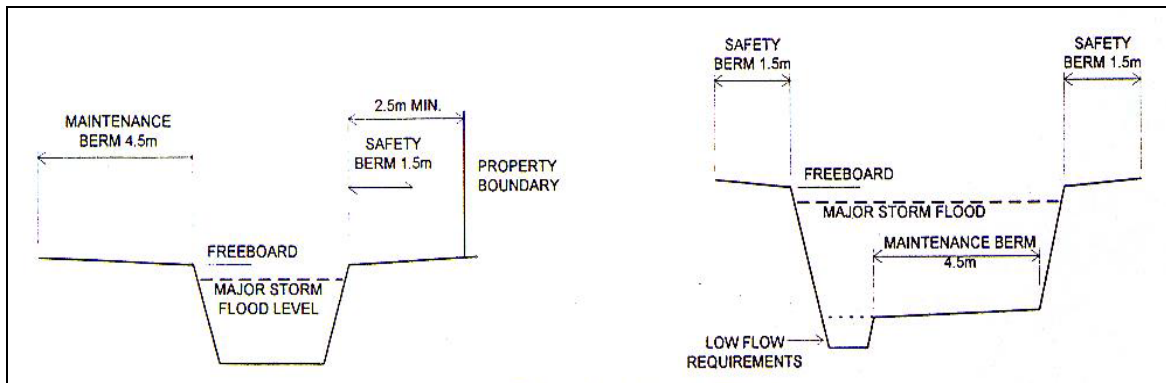 2.5m MIN.
MAINTENANCE
BERM 4.5m
SAFETY
BERM 1.5m
PROPERTY
BOUNDARY
FREEBOARD
MAJOR STORM
FLOOD LEVEL
SAFETY
BERM 1.5m
SAFETY
BERM 1.5m
FREEBOARD
MAJOR STORM FLOOD
MAINTENANCE BERM
4.5m
LOW FLOW
REQUIREMENTS